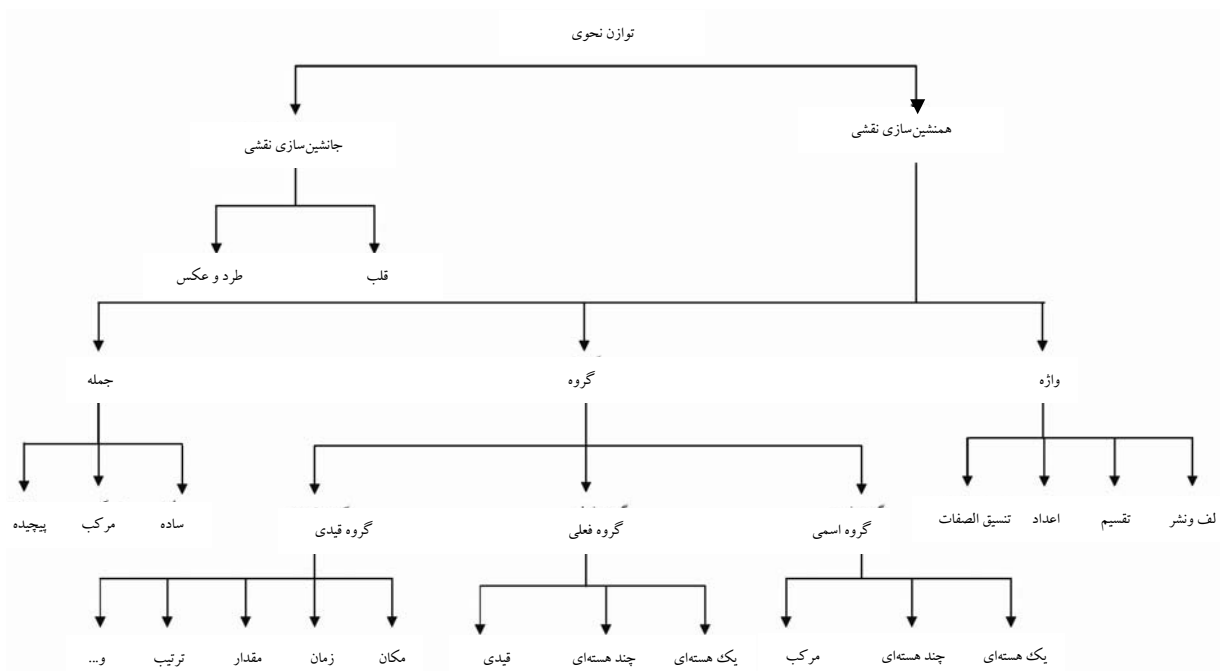 توازن نحوی
همنشین‌سازی نقشی
جانشین‌سازی نقشی
قلب
طرد و عکس
واژه
گروه
جمله
لف ونشر
تقسیم
اعداد
تنسیق الصفات
گروه اسمی
گروه فعلی
گروه قیدی
ساده
مرکب
پیچیده
یک هسته‌ای
چند هسته‌ای
مرکب
یک هسته‌ای
چند هسته‌ای
قیدی
مکان
زمان
مقدار
ترتیب
و...